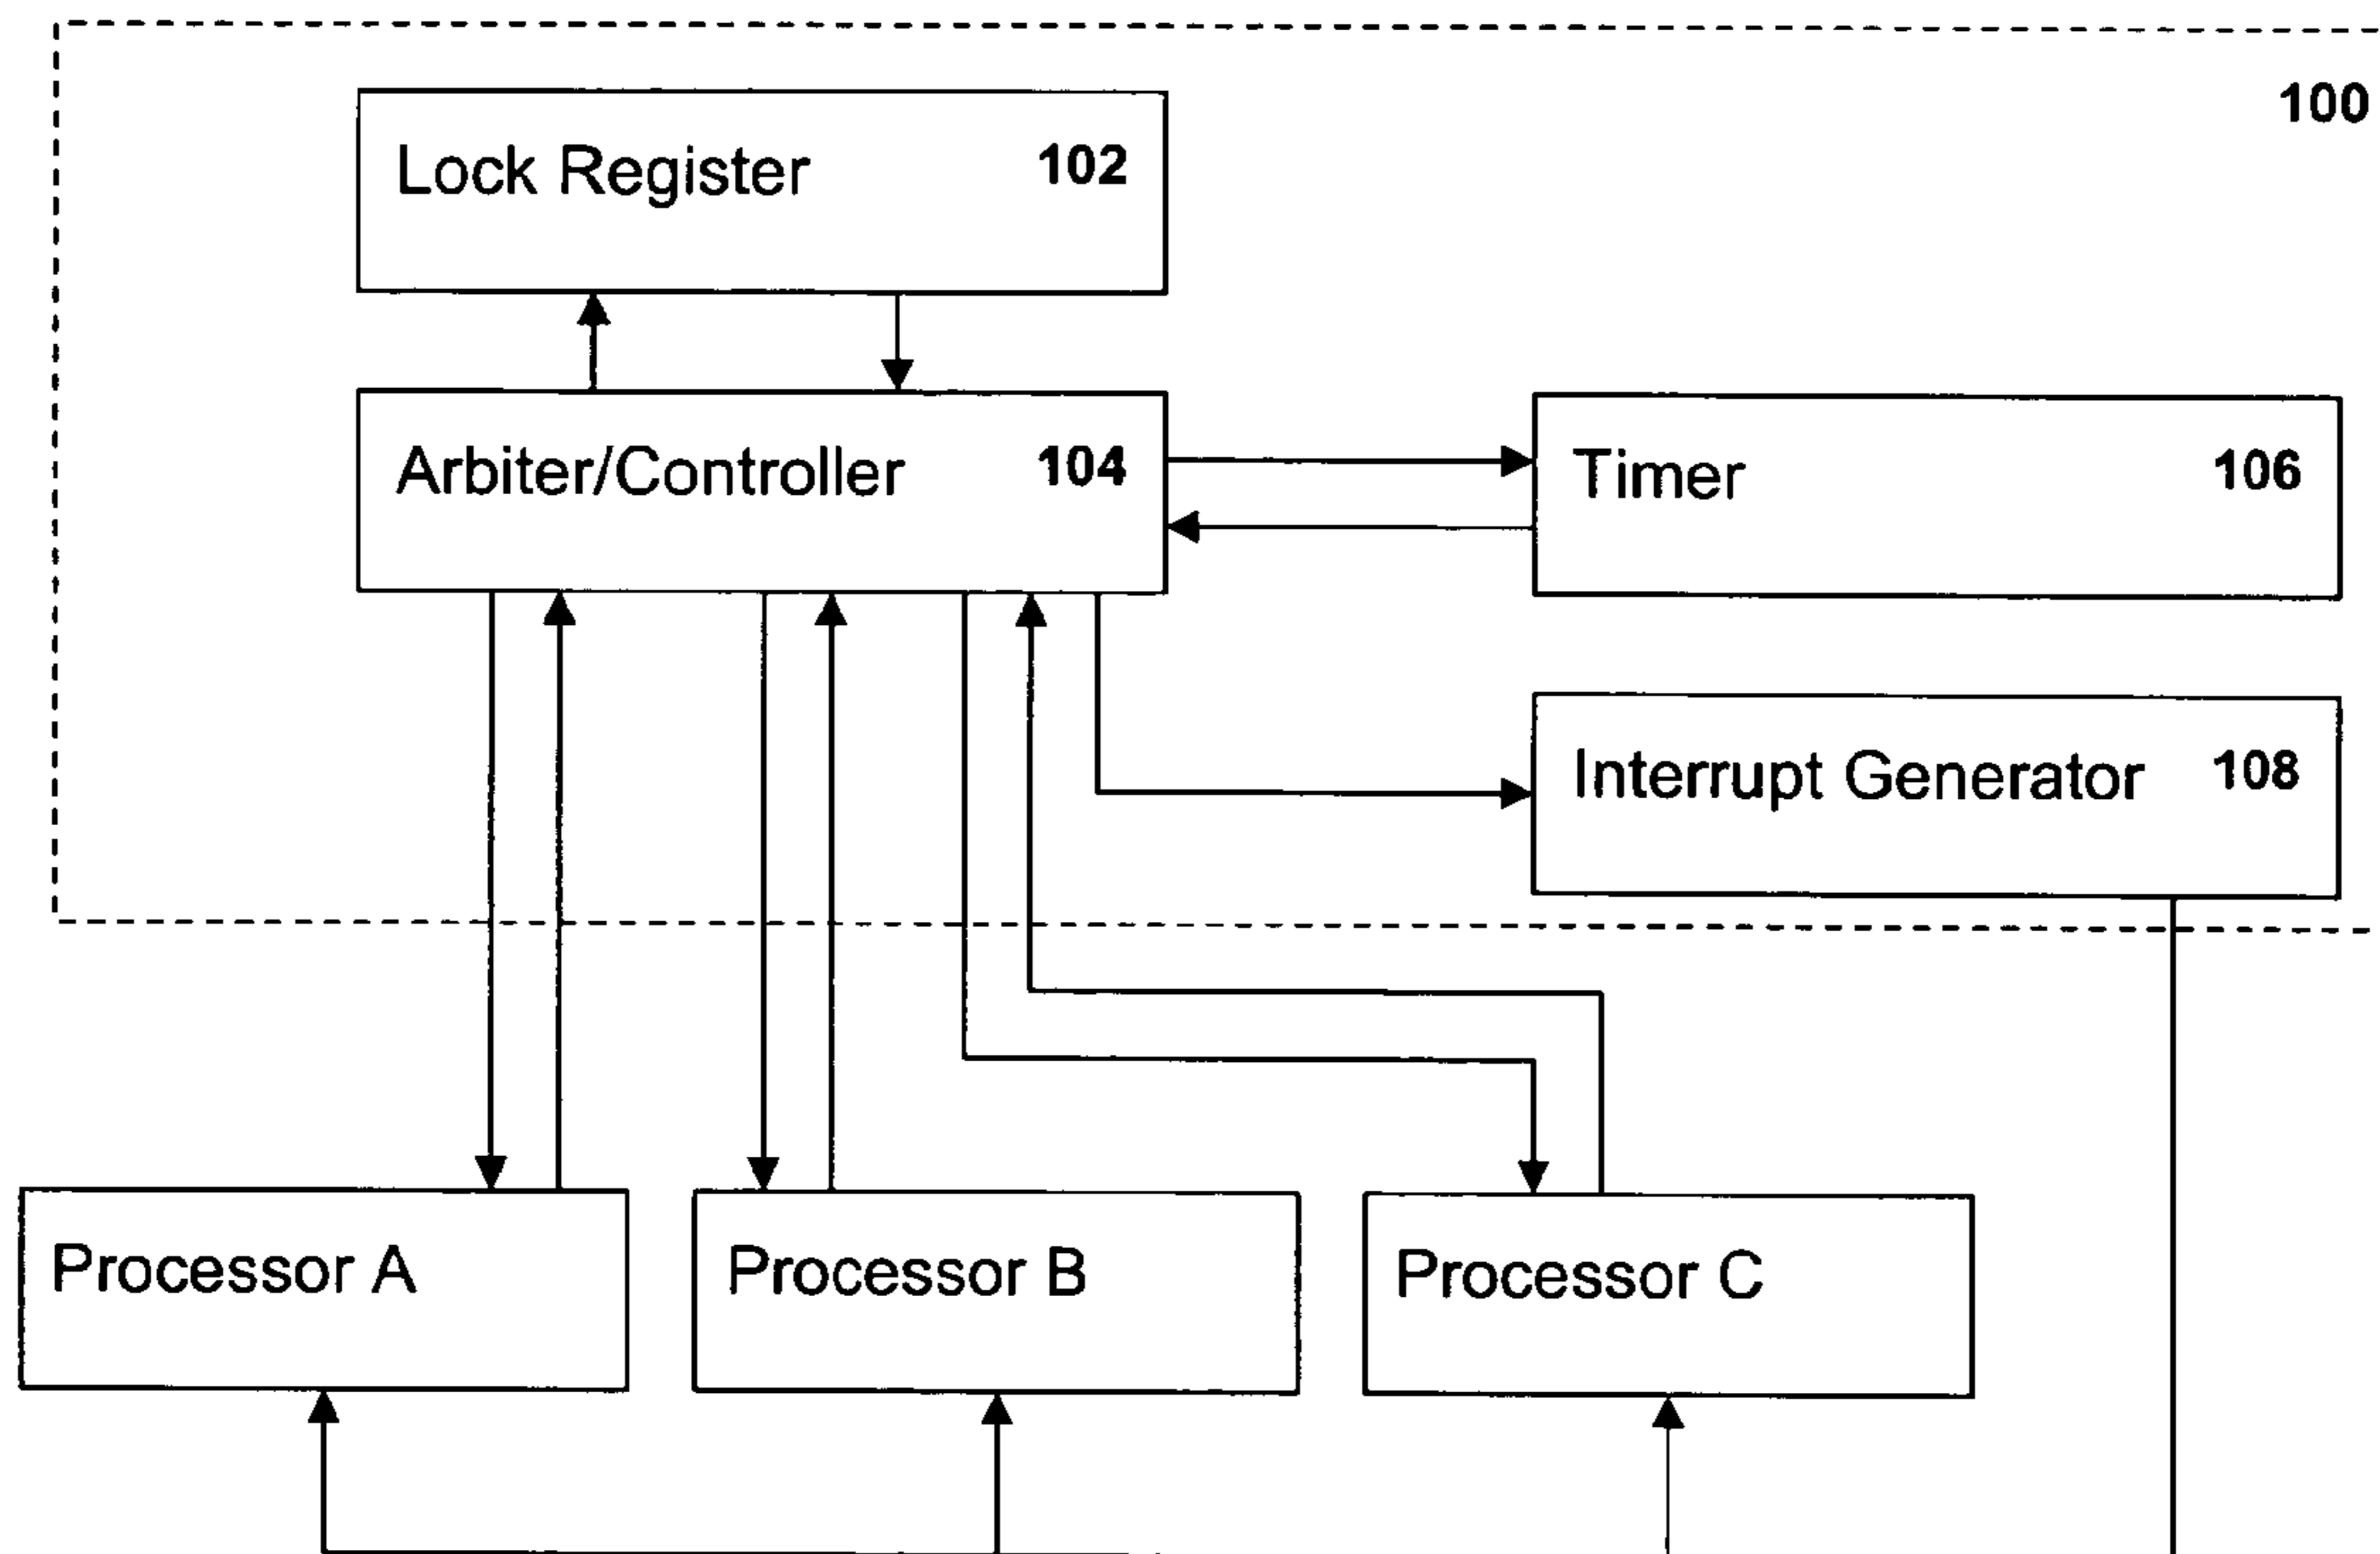 100
Lock Register 102
Arbiter/Controller 104
Timer 106
Interrupt Generator 108
Processor A
Processor B
Processor C